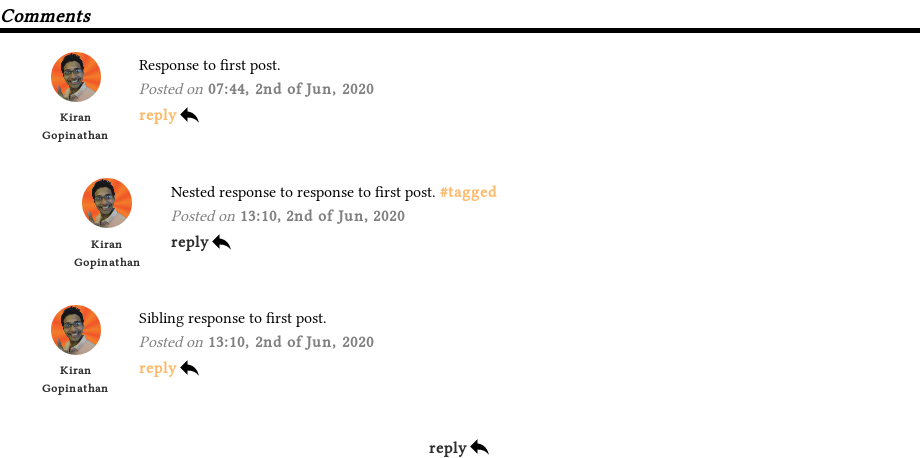 Comments
Response to first post.
Posted on 07:44, 2nd of Jun, 2020
reply
Kiran
Gopinathan
Nested response to response to first post. #tagged
Posted on 13:10, 2nd of Jun, 2020
reply
Kiran
Gopinathan
Sibling response to first post.
Posted on 13:10, 2nd of Jun, 2020
reply
Kiran
Gopinathan
reply